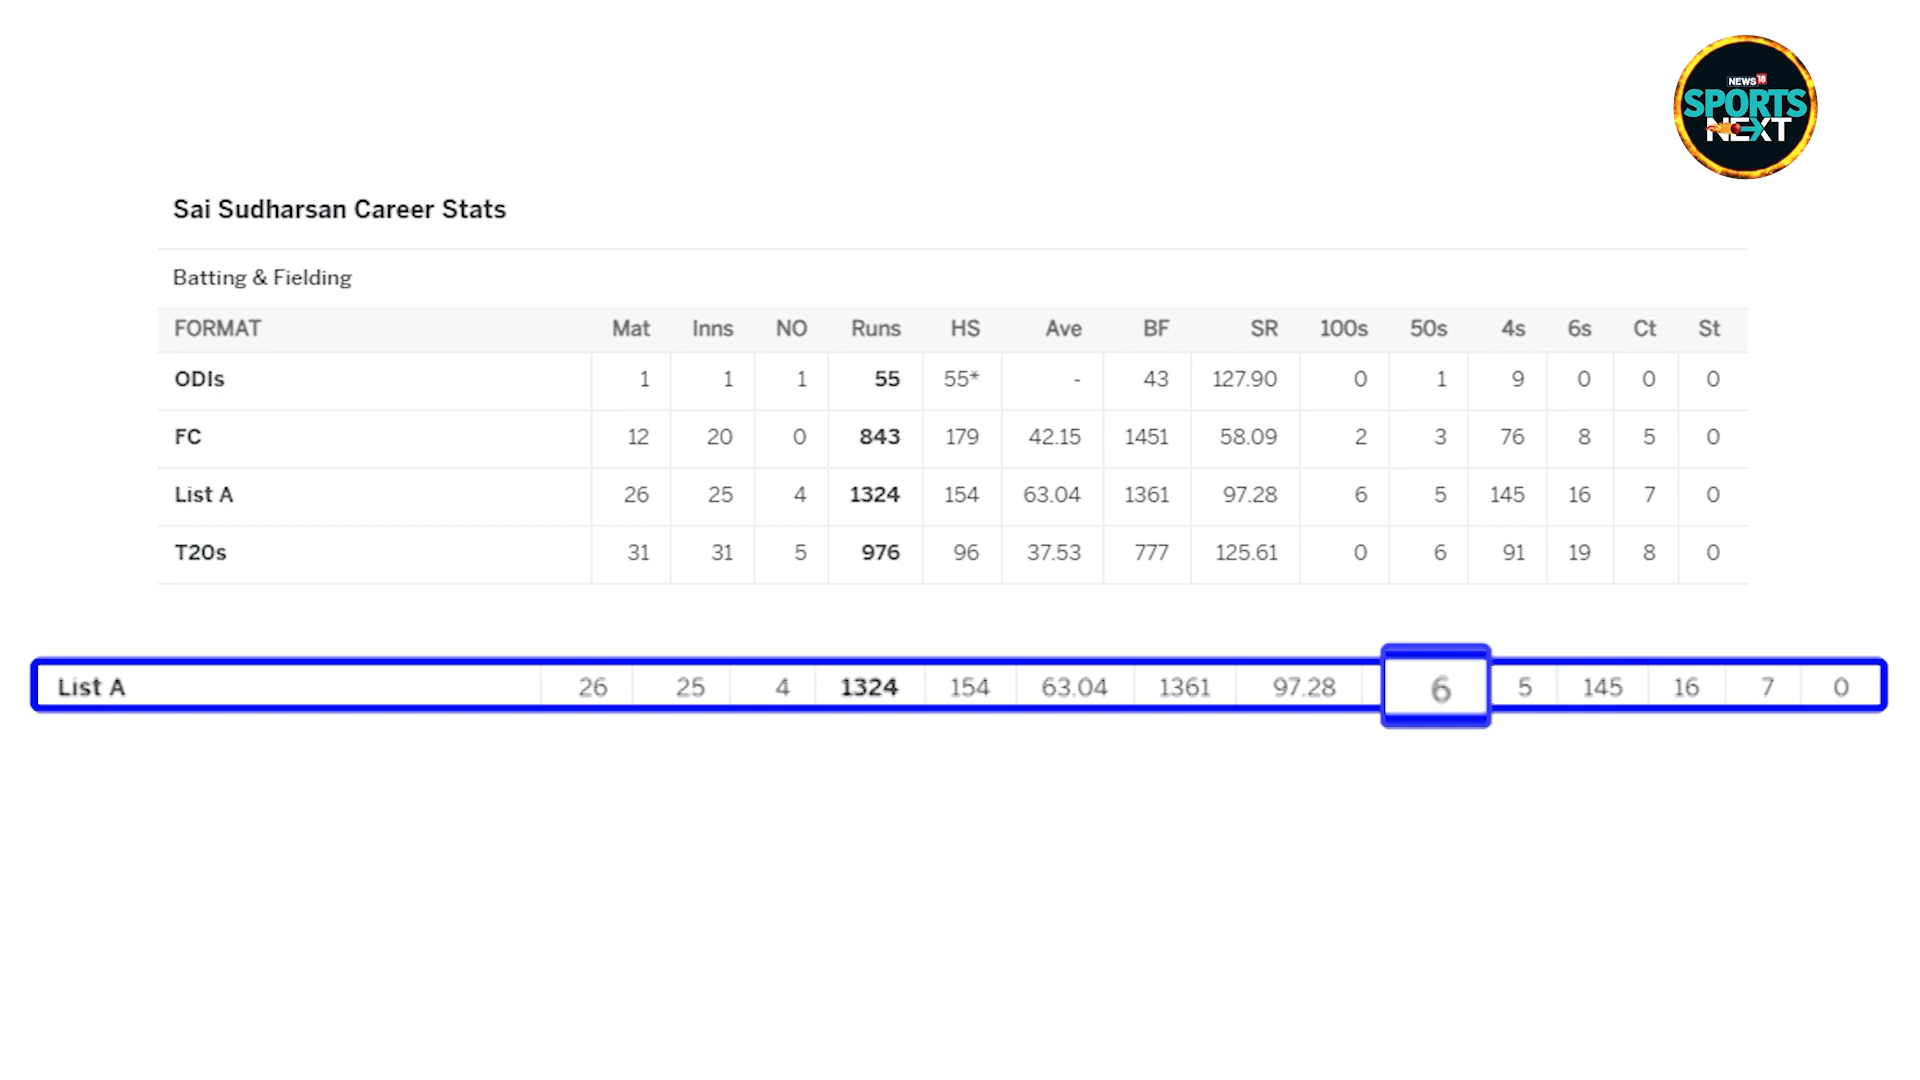 NEWS 18
SPORTS
NEXT
Sai Sudharsan Career Stats
Batting & Fielding
FORMAT Mat Inns NO Runs HS Ave BF SR 100s 50s 4s 6s Ct St
ODIs 1 1 1 55 55* - 43 127.90 0 1 9 0 0 0
FC 12 20 0 843 179 42.15 1451 58.09 2 3 76 8 5 0
List A 26 25 4 1324 154 63.04 1361 97.28 6 5 145 16 7 0
T20s 31 31 5 976 96 37.53 777 125.61 0 6 91 19 8 0
List A 26 25 4 1324 154 63.04 1361 97.28 6 5 145 16 7 0